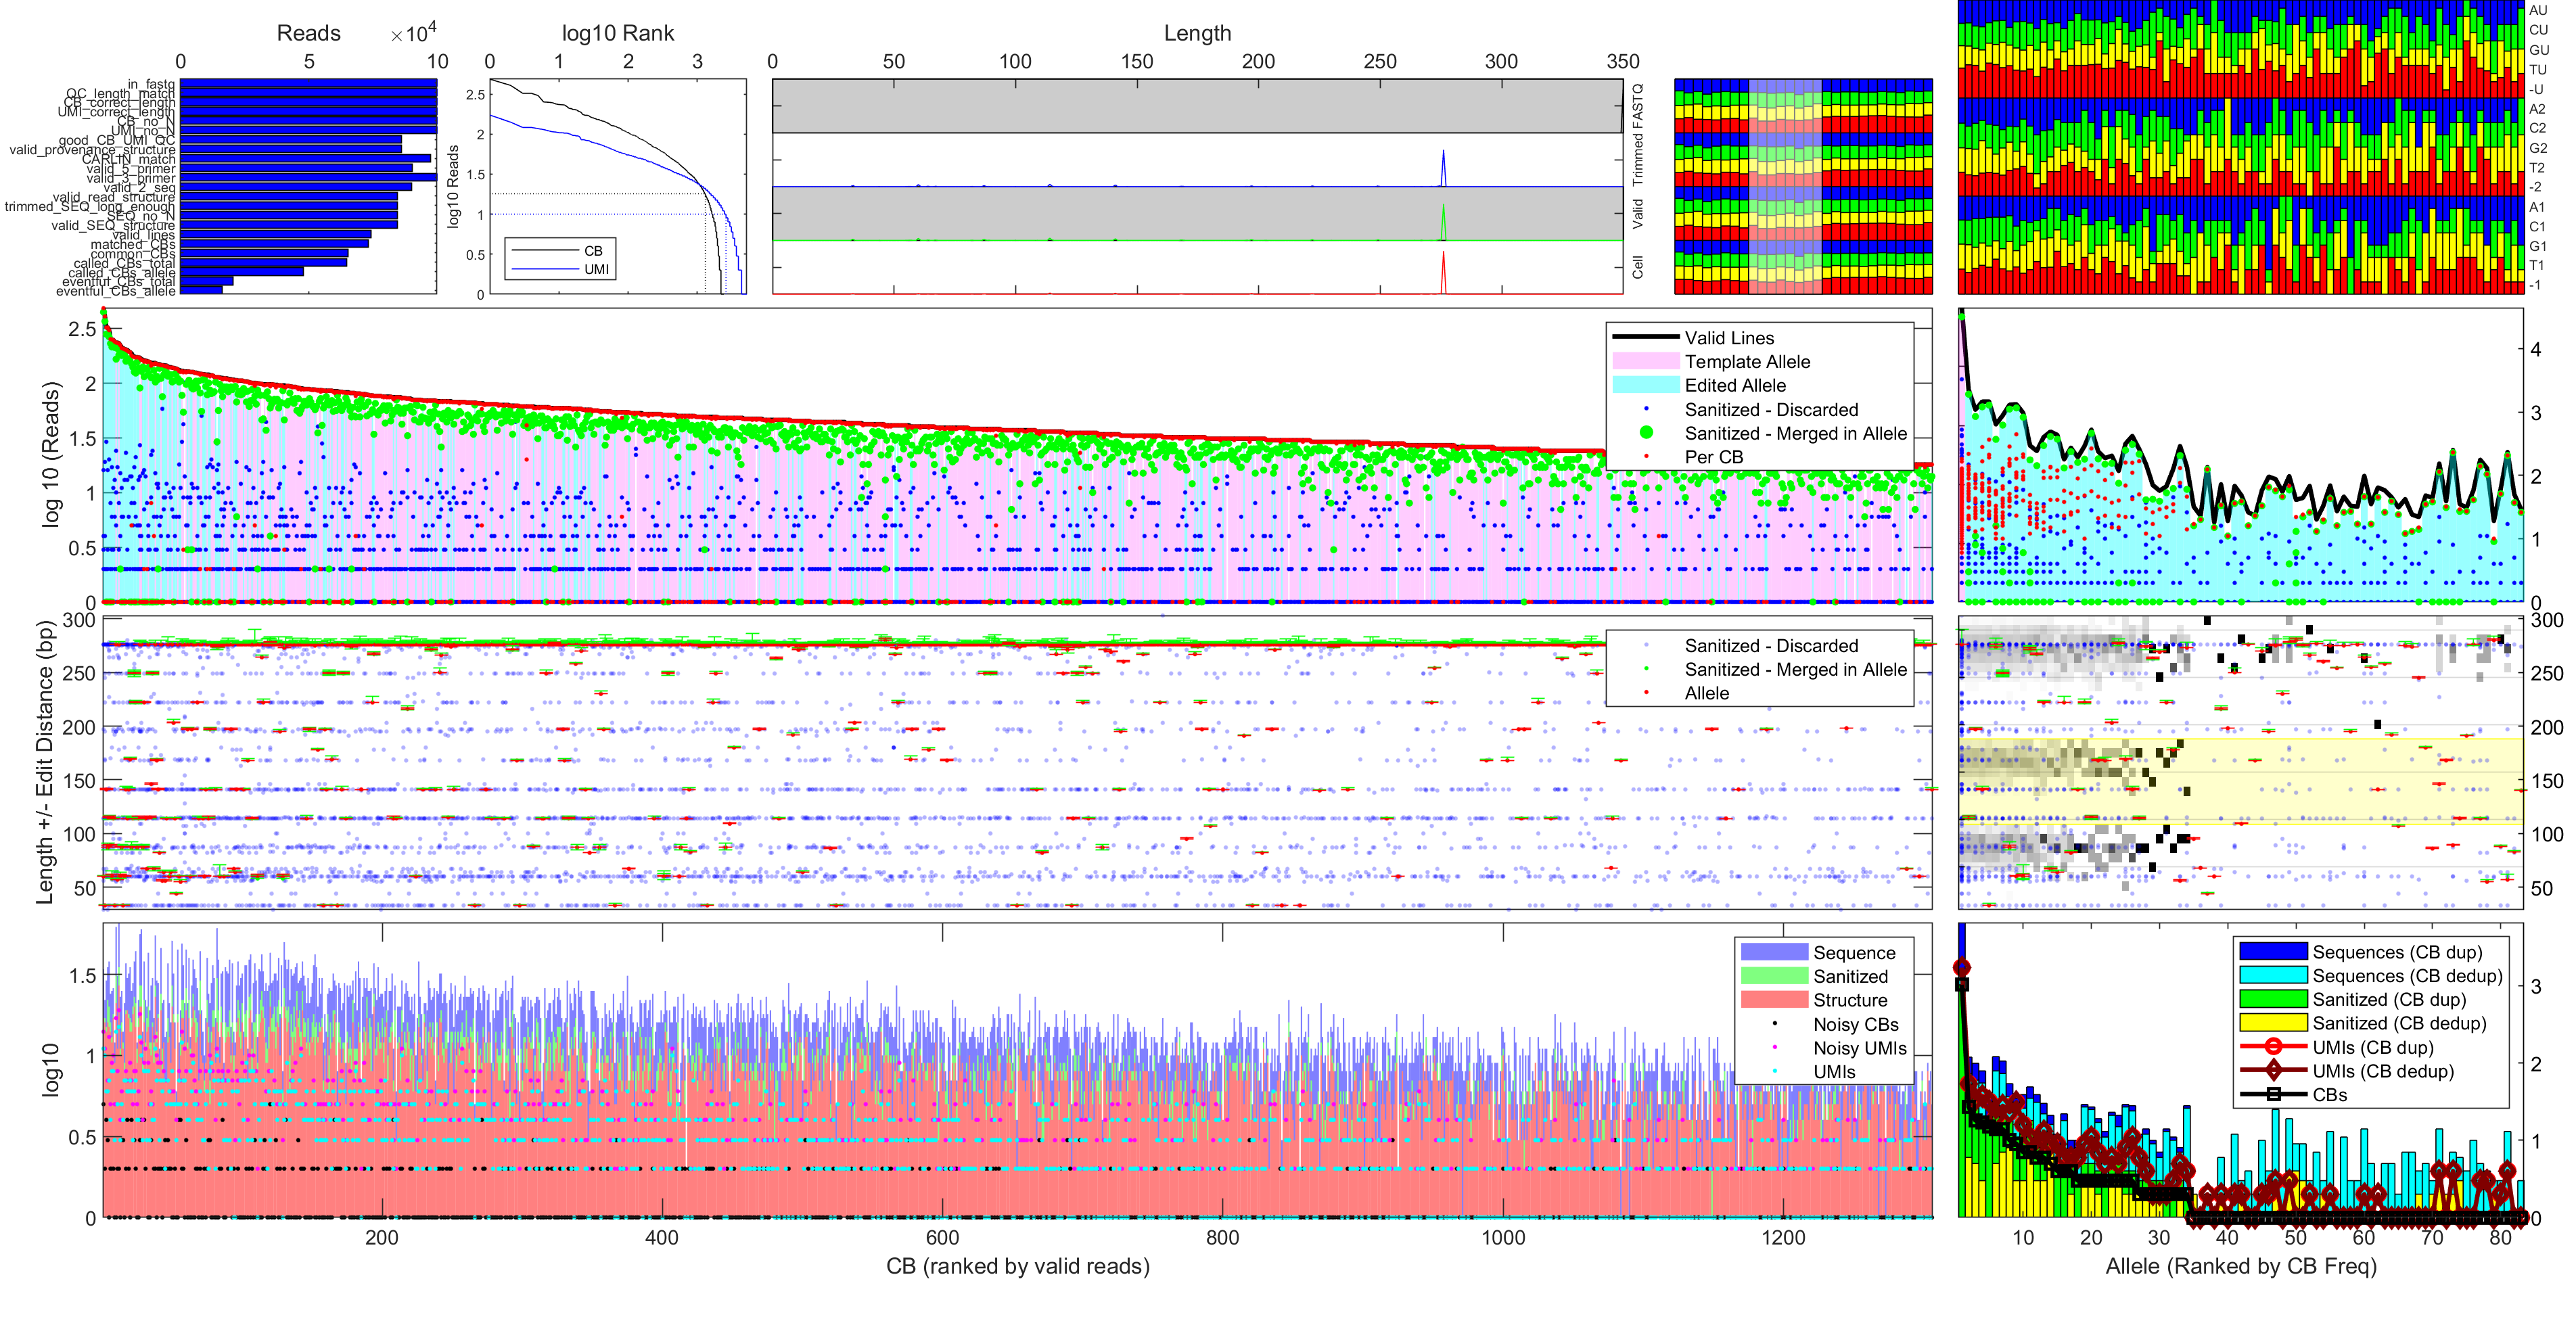 Reads ×10⁴
0 5 10
in_fastq
QC_length_match
CB_correct_length
UMI_correct_length
CB_no_N
UMI_no_N
good_CB_UMI_QC
valid_provenance_structure
CARLIN_match
valid_5_primer
valid_3_primer
valid_2_seq
valid_read_structure
trimmed_SEQ_long_enough
SEQ_no_N
valid_SEQ_structure
valid_lines
matched_CBs
common_CBs
called_CBs_total
called_CBs_allele
eventful_CBs_total
eventful_CBs_allele
log10 Rank
0 1 2 3
log10 Reads
2.5
2
1.5
1
0.5
0
CB
UMI
Length
0 50 100 150 200 250 300 350
FASTQ
Trimmed
Valid
Cell
AU
CU
GU
TU
-U
A2
C2
G2
T2
-2
A1
C1
G1
T1
-1
log 10 (Reads)
2.5
2
1.5
1
0.5
0
Valid Lines
Template Allele
Edited Allele
Sanitized - Discarded
Sanitized - Merged in Allele
Per CB
4
3
2
1
0
Length +/- Edit Distance (bp)
300
250
200
150
100
50
Sanitized - Discarded
Sanitized - Merged in Allele
Allele
300
250
200
150
100
50
log10
1.5
1
0.5
0
Sequence
Sanitized
Structure
Noisy CBs
Noisy UMIs
UMIs
200 400 600 800 1000 1200
CB (ranked by valid reads)
Sequences (CB dup)
Sequences (CB dedup)
Sanitized (CB dup)
Sanitized (CB dedup)
UMIs (CB dup)
UMIs (CB dedup)
CBs
3
2
1
0
10 20 30 40 50 60 70 80
Allele (Ranked by CB Freq)